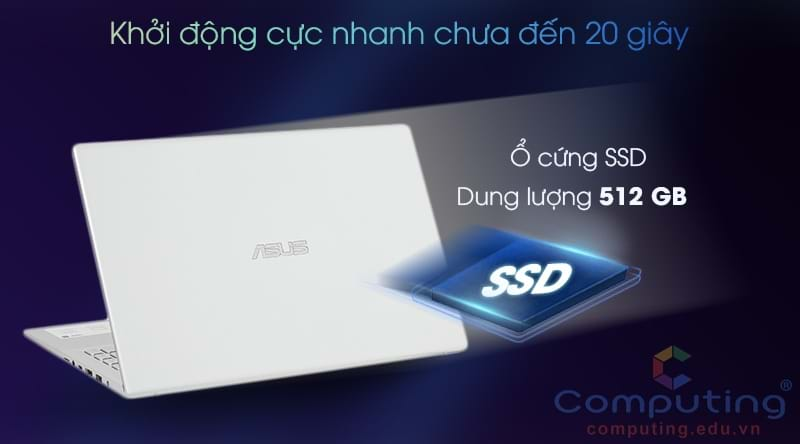 Khởi động cực nhanh chưa đến 20 giây
Ổ cứng SSD
Dung lượng 512 GB
ASUS
SSD
Computing®
computing.edu.vn